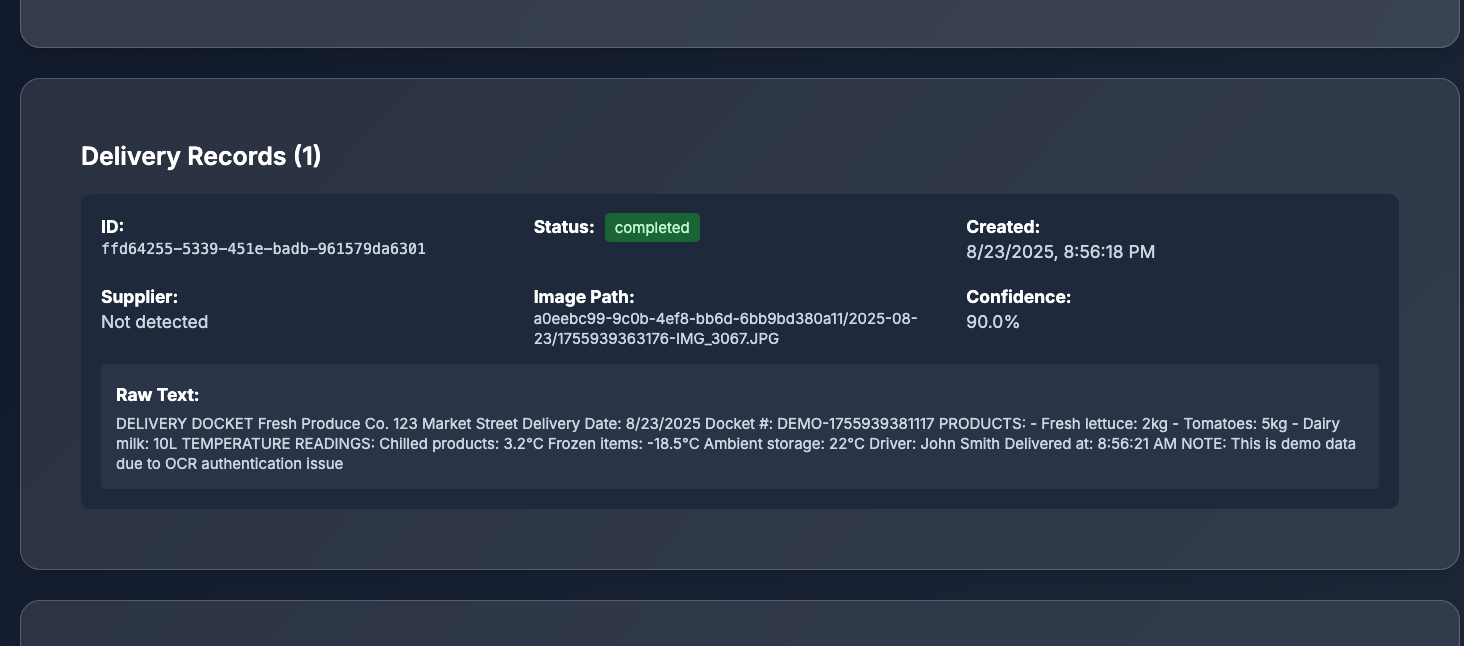 Delivery Records (1)
ID:
ffd64255-5339-451e-badb-961579da6301
Status: completed
Created:
8/23/2025, 8:56:18 PM
Supplier:
Not detected
Image Path:
a0eebc99-9c0b-4ef8-bb6d-6bb9bd380a11/2025-08-
23/1755939363176-IMG_3067.JPG
Confidence:
90.0%
Raw Text:
DELIVERY DOCKET Fresh Produce Co. 123 Market Street Delivery Date: 8/23/2025 Docket #: DEMO-1755939381117 PRODUCTS: - Fresh lettuce: 2kg - Tomatoes: 5kg - Dairy
milk: 10L TEMPERATURE READINGS: Chilled products: 3.2°C Frozen items: -18.5°C Ambient storage: 22°C Driver: John Smith Delivered at: 8:56:21 AM NOTE: This is demo data
due to OCR authentication issue